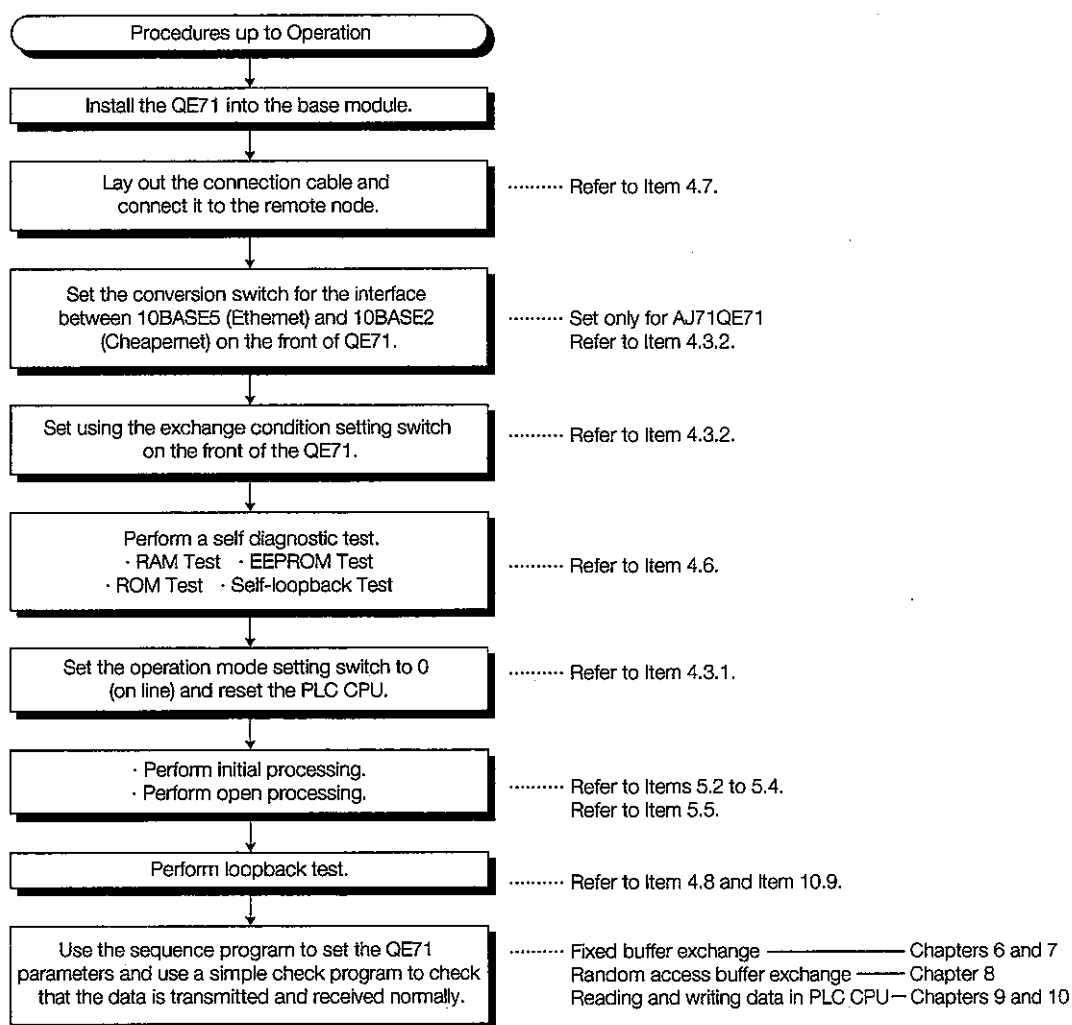 Procedures up to Operation
Install the QE71 into the base module.
Lay out the connection cable and
connect it to the remote node.
·········· Refer to Item 4.7.
Set the conversion switch for the interface
between 10BASE5 (Ethernet) and 10BASE2
(Cheapernet) on the front of QE71.
·········· Set only for AJ71QE71
Refer to Item 4.3.2.
Set using the exchange condition setting switch
on the front of the QE71.
·········· Refer to Item 4.3.2.
Perform a self diagnostic test.
· RAM Test · EEPROM Test
· ROM Test · Self-loopback Test
·········· Refer to Item 4.6.
Set the operation mode setting switch to 0
(on line) and reset the PLC CPU.
·········· Refer to Item 4.3.1.
· Perform initial processing.
· Perform open processing.
·········· Refer to Items 5.2 to 5.4.
Refer to Item 5.5.
Perform loopback test.
·········· Refer to Item 4.8 and Item 10.9.
Use the sequence program to set the QE71
parameters and use a simple check program to check
that the data is transmitted and received normally.
·········· Fixed buffer exchange — Chapters 6 and 7
Random access buffer exchange — Chapter 8
Reading and writing data in PLC CPU — Chapters 9 and 10